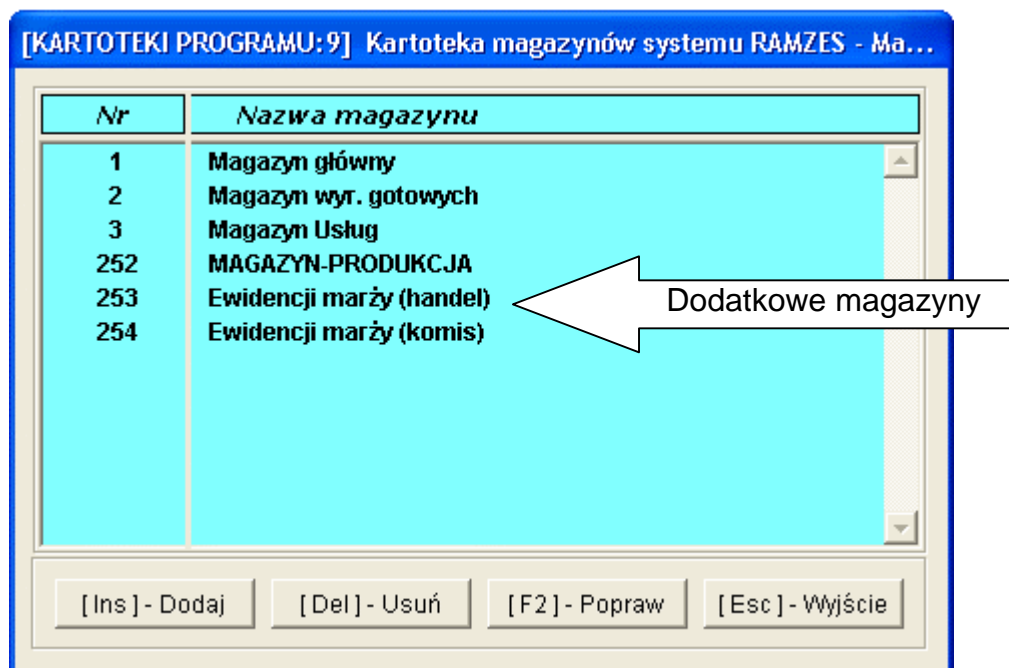 [KARTOTEKI PROGRAMU:9] Kartoteka magazynów systemu RAMZES - Ma...
Nr Nazwa magazynu
1 Magazyn główny
2 Magazyn wyr. gotowych
3 Magazyn Usług
252 MAGAZYN-PRODUKCJA
253 Ewidencji marży (handel)
Dodatkowe magazyny
254 Ewidencji marży (komis)
[Ins]- Dodaj [Del]- Usuń [F2]- Popraw [Esc]- Wyjście